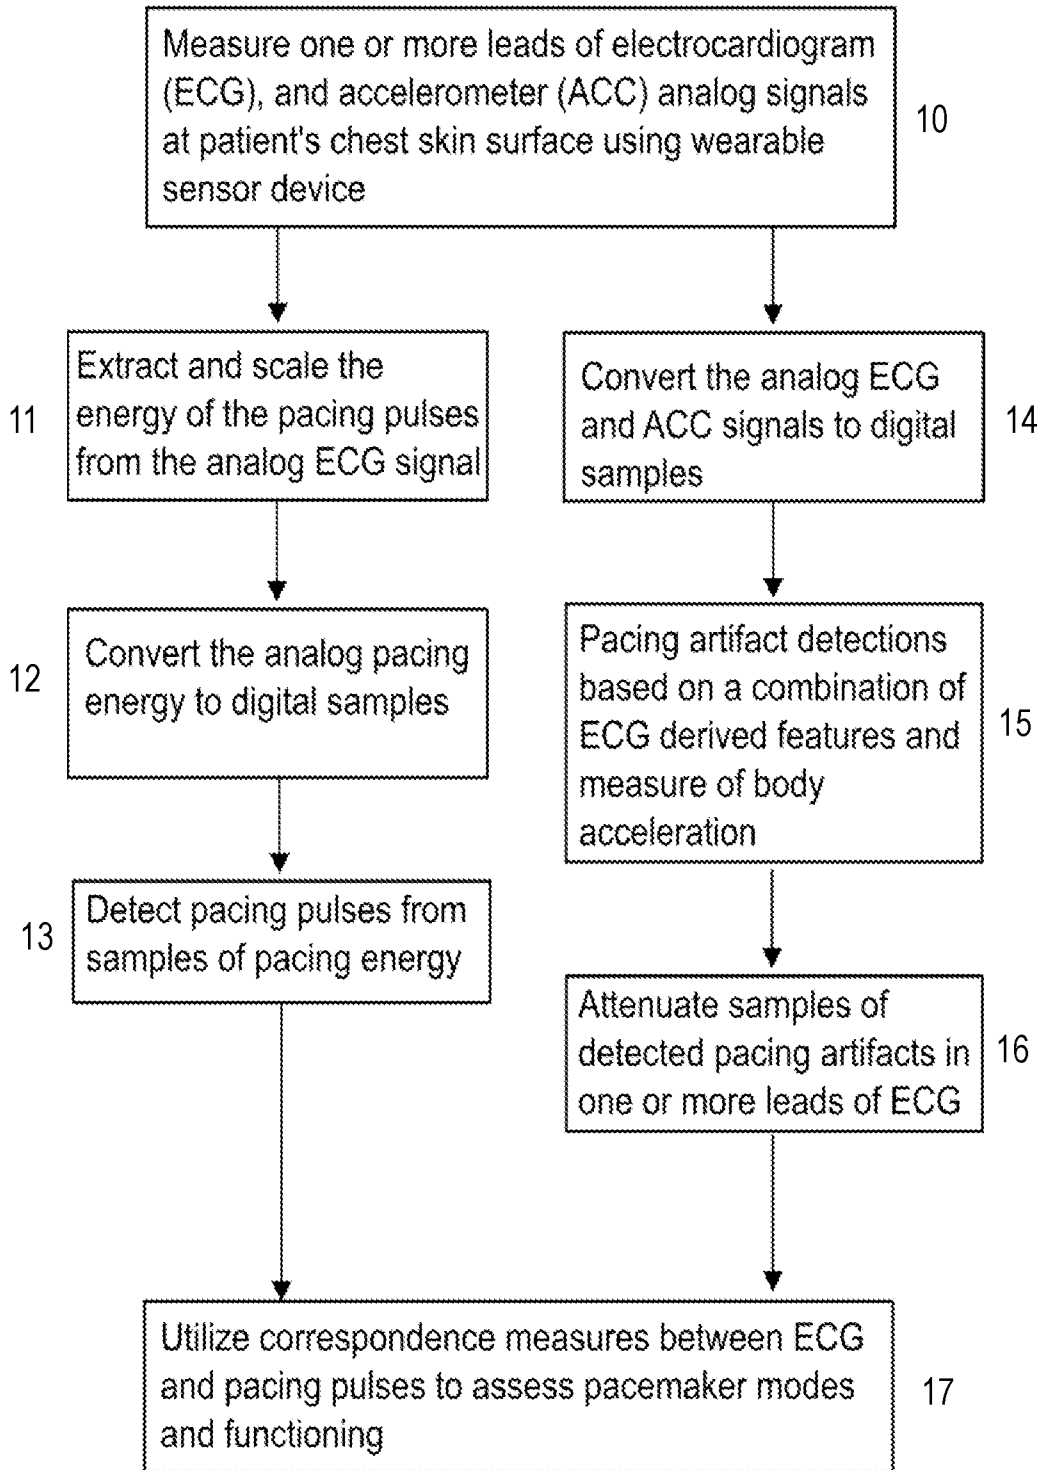 Measure one or more leads of electrocardiogram
(ECG), and accelerometer (ACC) analog signals
at patient's chest skin surface using wearable
sensor device
10
Extract and scale the
energy of the pacing pulses
from the analog ECG signal
11
Convert the analog pacing
energy to digital samples
12
Detect pacing pulses from
samples of pacing energy
13
Convert the analog ECG
and ACC signals to digital
samples
14
Pacing artifact detections
based on a combination of
ECG derived features and
measure of body
acceleration
15
Attenuate samples of
detected pacing artifacts in
one or more leads of ECG
16
Utilize correspondence measures between ECG
and pacing pulses to assess pacemaker modes
and functioning
17